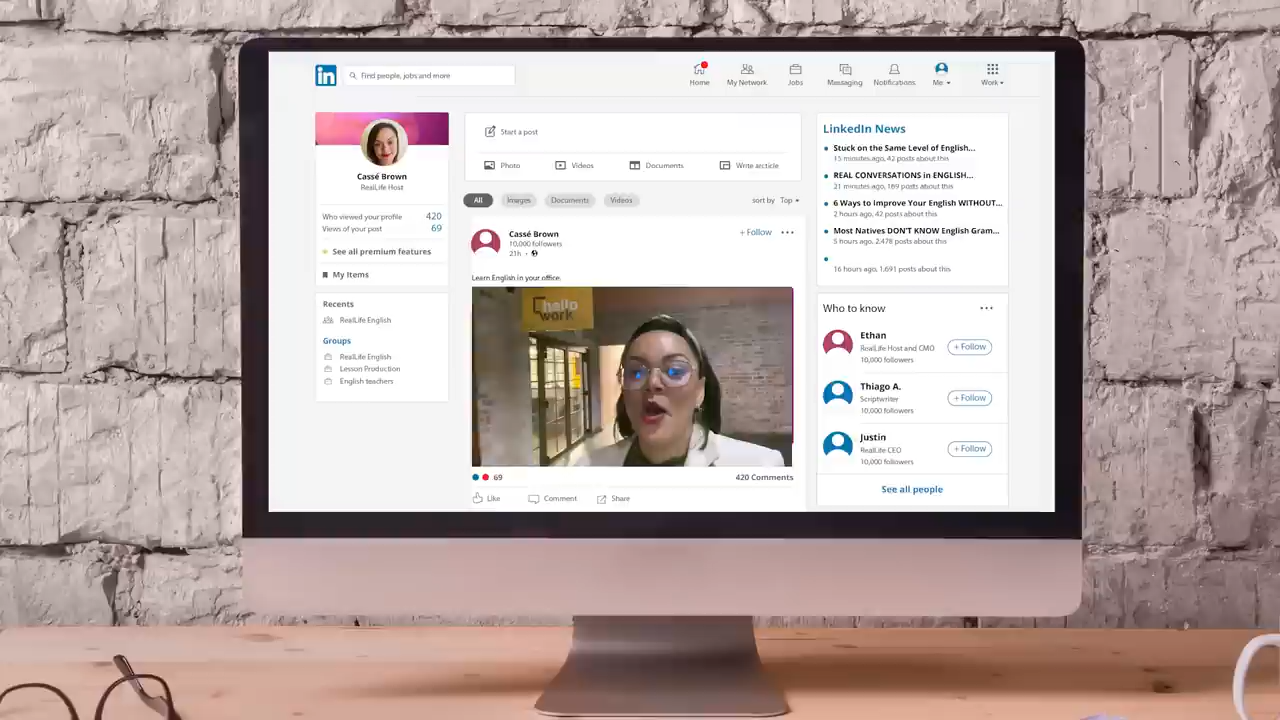 in
Find people, jobs and more
Home
My Network
Jobs
Messaging
Notifications
Me
Work
Cassé Brown
RealLife Host
Who viewed your profile 420
Views of your post 69
See all premium features
My Items
Recents
RealLife English
Groups
RealLife English
Lesson Production
English teachers
Start a post
Photo
Videos
Documents
Write arcticle
All
Images
Documents
Videos
sort by Top
Cassé Brown
10,000 followers
21h
+ Follow
Learn English in your office.
hello
work
69
420 Comments
Like
Comment
Share
LinkedIn News
Stuck on the Same Level of English...
15 minutes ago, 42 posts about this
REAL CONVERSATIONS in ENGLISH...
21 minutes ago, 169 posts about this
6 Ways to Improve Your English WITHOUT...
2 hours ago, 42 posts about this
Most Natives DON'T KNOW English Gram...
5 hours ago, 2.478 posts about this
16 hours ago, 1,691 posts about this
Who to know
Ethan
RealLife Host and CMO
10,000 followers
+ Follow
Thiago A.
Scriptwriter
10,000 followers
+ Follow
Justin
RealLife CEO
10,000 followers
+ Follow
See all people